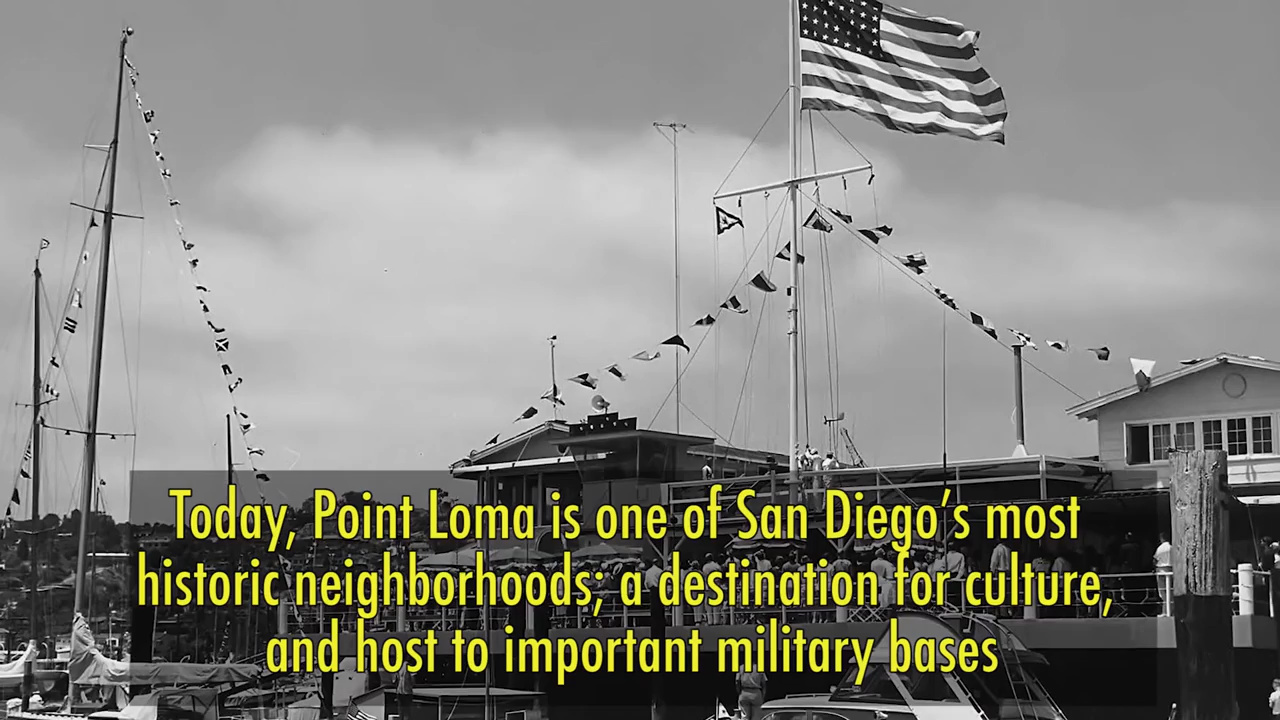 Today, Point Loma is one of San Diego’s most
historic neighborhoods; a destination for culture,
and host to important military bases